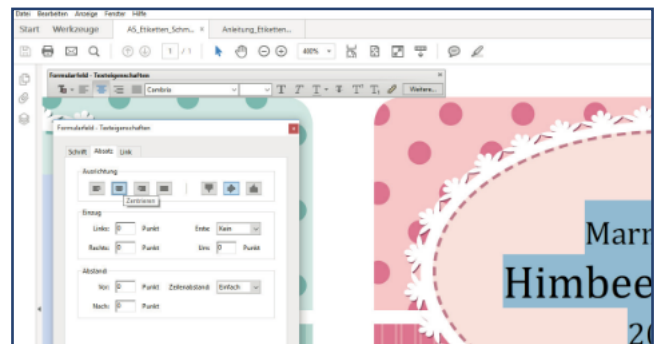 Datei Bearbeiten Anzeige Fenster Hilfe
Start Werkzeuge AS_Etiketten_Schm... × Anleitung_Etiketten...
1 / 1 400%
Formularfeld - Texteigenschaften ×
Cambria T T T T T T Weitere...
Formularfeld - Texteigenschaften
Schrift Absatz Link
Ausrichtung
Zentrieren
Einzug
Links: 0 Punkt Erste: Kein
Rechts: 0 Punkt Um: 0 Punkt
Abstand
Vor: 0 Punkt Zeilenabstand: Einfach
Nach: 0 Punkt
Marm
Himbee
20